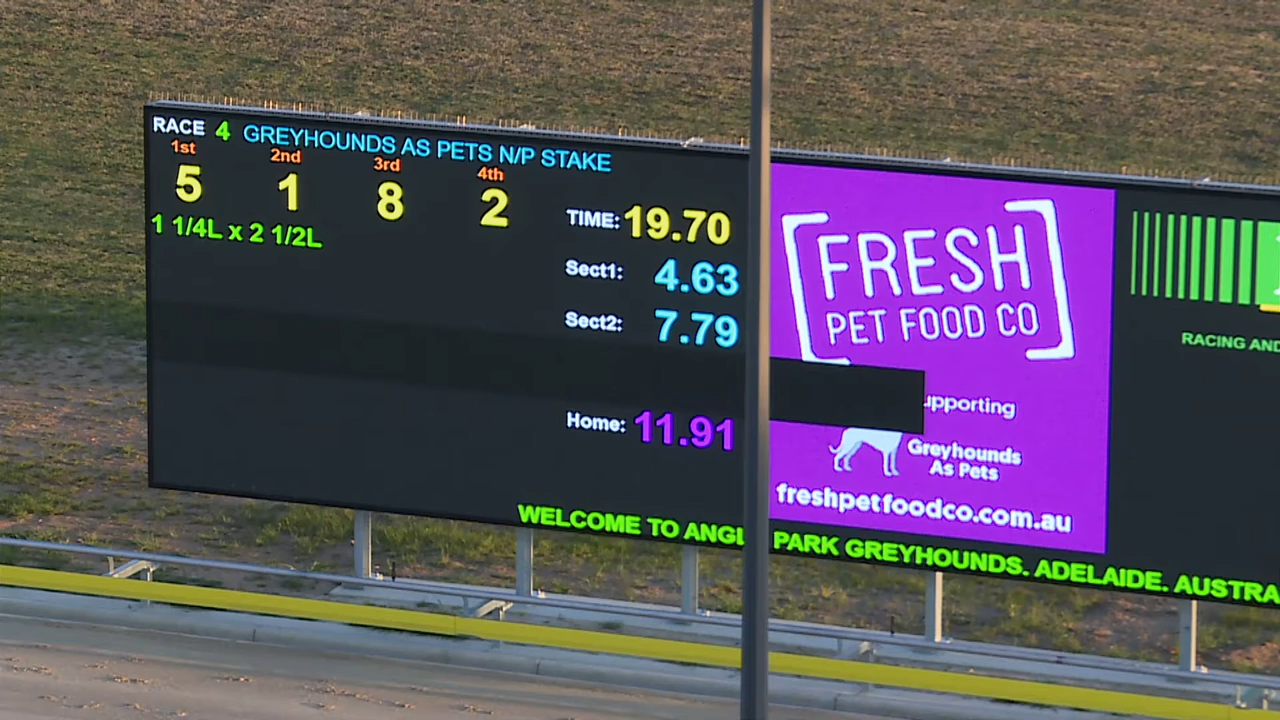 RACE 4 GREYHOUNDS AS PETS N/P STAKE
1st 2nd 3rd 4th
5 1 8 2
1 1/4L x 2 1/2L
TIME: 19.70
Sect1: 4.63
Sect2: 7.79
Home: 11.91
FRESH
PET FOOD CO
upporting
Greyhounds
As Pets
freshpetfoodco.com.au
RACING AND
WELCOME TO ANGL PARK GREYHOUNDS. ADELAIDE. AUSTRA